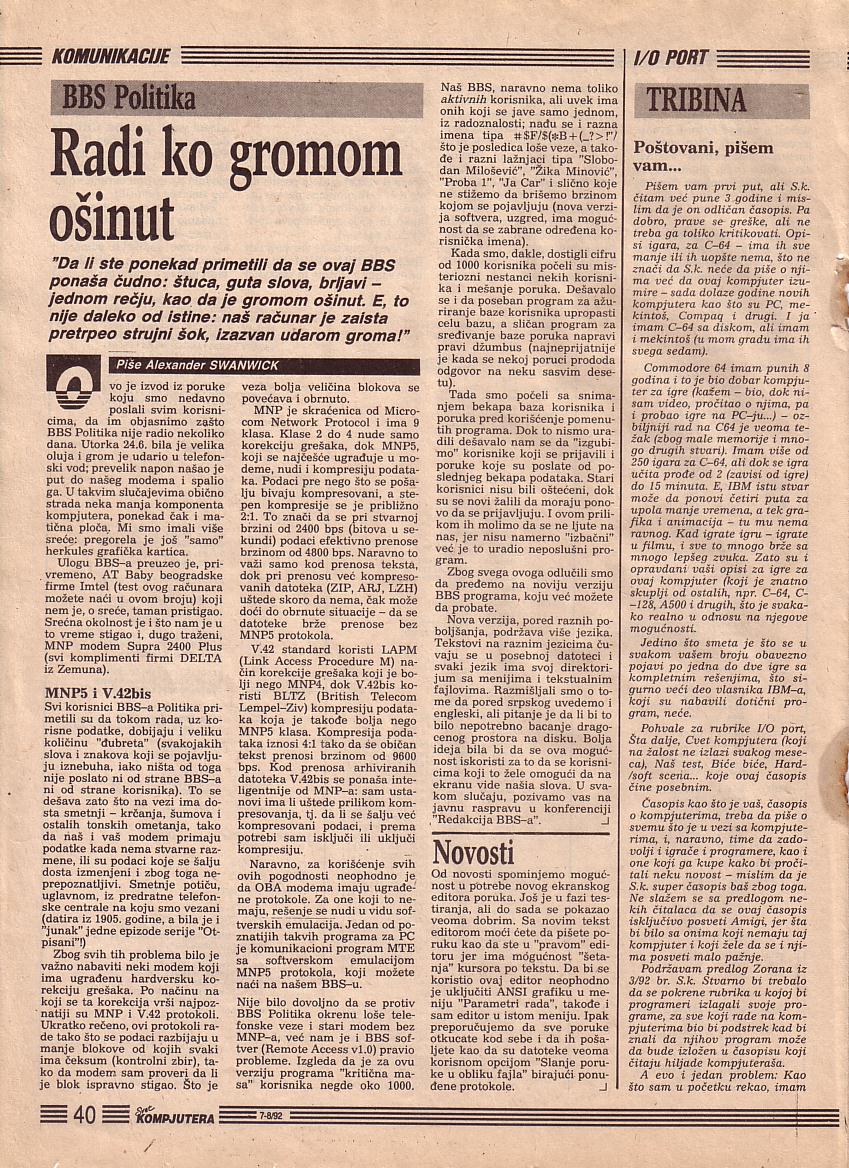 KOMUNIKACIJE
BBS Politika
Radi ko gromom
ošinut
"Da li ste ponekad primetili da se ovaj BBS
ponaša čudno: štuca, guta slova, brljavi –
jednom rečju, kao da je gromom ošinut. E, to
nije daleko od istine: naš računar je zaista
pretrpeo strujni šok, izazvan udarom groma!"
Piše Alexander SWANWICK
Ovo je izvod iz poruke
koju smo nedavno
poslali svim korisni-
cima, da im objasnimo zašto
BBS Politika nije radio nekoliko
dana. Utorka 24.6. bila je velika
oluja i grom je udario u telefon-
ski vod; prevelik napon našao je
put do našeg modema i spalio
ga. U takvim slučajevima obično
strada neka manja komponenta
kompjutera, ponekad čak i ma-
tična ploča. Mi smo imali više
sreće: pregorela je još "samo"
herkules grafička kartica.
Ulogu BBS–a preuzeo je, pri-
vremeno, AT Baby beogradske
firme Imtel (test ovog računara
možete naći u ovom broju) koji
nem je, o sreće, taman pristigao.
Srećna okolnost je i što nam je u
to vreme stigao i, dugo traženi,
MNP modem Supra 2400 Plus
(svi komplimenti firmi DELTA
iz Zemuna).
MNP5 i V.42bis
Svi korisnici BBS–a Politika pri-
metili su da tokom rada, uz ko-
risne podatke, dobijaju i veliku
količinu "đubreta" (svakojakih
slova i znakova koji se pojavlju-
ju iznebuha, iako ništa od toga
nije poslato ni od strane BBS–a
ni od strane korisnika). To se
dešava zato što na vezi ima do-
sta smetnji – krčanja, šumova i
ostalih tonskih ometanja, tako
da naš i vaš modem primaju
podatke kada nema stvarne raz-
mene, ili su podaci koje se šalju
dosta izmenjeni i zbog toga ne-
prepoznatljivi. Smetnje potiču,
uglavnom, iz predratne telefon-
ske centrale na koju smo vezani
(datira iz 1905. godine, a bila je i
"junak" jedne epizode serije "Ot-
pisani"!)
Zbog svih tih problema bilo je
važno nabaviti neki modem koji
ima ugrađenu hardversku ko-
rekciju grešaka. Po načinu na
koji se ta korekcija vrši najpoz-
natiji su MNP i V.42 protokoli.
Ukratko rečeno, ovi protokoli ra-
de tako što se podaci razbijaju u
manje blokove od kojih svaki
ima čeksum (kontrolni zbir), ta-
ko da modem sam proveri da li
je blok ispravno stigao. Što je
veza bolja veličina blokova se
povećava i obrnuto.
MNP je skraćenica od Micro-
com Network Protocol i ima 9
klasa. Klase 2 do 4 nude samo
korekciju grešaka, dok MNP5,
koji se najčešće ugrađuje u mo-
deme, nudi i kompresiju podata-
ka. Podaci pre nego što se poša-
lju bivaju kompresovani, a ste-
pen kompresije se je približno
2:1. To znači da se pri stvarnoj
brzini od 2400 bps (bitova u se-
kundi) podaci efektivno prenose
brzinom od 4800 bps. Naravno to
važi samo kod prenosa teksta,
dok pri prenosu već kompreso-
vanih datoteka (ZIP, ARJ, LZH)
uštede skoro da nema, čak može
doći do obrnute situacije – da se
datoteke brže prenose bez
MNP5 protokola.
V.42 standard koristi LAPM
(Link Access Procedure M) na-
čin korekcije grešaka koji je bo-
lji nego MNP4, dok V.42bis ko-
risti BLTZ (British Telecom
Lempel–Ziv) kompresiju podata-
ka koja je takođe bolja nego
MNP5 klasa. Kompresija poda-
taka iznosi 4:1 tako da će običan
tekst prenosi brzinom od 9600
bps. Kod prenosa arhiviranih
datoteka V.42bis se ponaša inte-
ligentnije od MNP–a: sam usta-
novi ima li uštede prilikom kom-
presovanja, tj. da li se šalju već
kompresovani podaci, i prema
potrebi sam isključi ili uključi
kompresiju.
Naravno, za korišćenje svih
ovih pogodnosti neophodno je
da OBA modema imaju ugrađe-
ne protokole. Za one koji to ne-
maju, rešenje se nudi u vidu sof-
tverskih emulacija. Jedan od po-
znatijih takvih programa za PC
je komunikacioni program MTE
sa softverskom emulacijom
MNP5 protokola, koji možete
naći na našem BBS–u.
Nije bilo dovoljno da se protiv
BBS Politika okrenu loše tele-
fonske veze i stari modem bez
MNP–a, već nam je i BBS sof-
tver (Remote Access v1.0) pravio
probleme. Izgleda da je za ovu
verziju programa "kritična ma-
sa" korisnika negde oko 1000.
Naš BBS, naravno nema toliko
aktivnih korisnika, ali uvek ima
onih koji se jave samo jednom,
iz radoznalosti; nađu se i razna
imena tipa #$F/$(*B+(_?>!"/
što je posledica loše veze, a tako-
đe i razni lažnjaci tipa "Slobo-
dan Milošević", "Žika Minović",
"Proba 1", "Ja Car" i slično koje
ne stižemo da brišemo brzinom
kojom se pojavljuju (nova verzi-
ja softvera, uzgred, ima moguć-
nost da se zabrane određena ko-
risnička imena).
Kada smo, dakle, dostigli cifru
od 1000 korisnika počeli su mis-
teriozni nestanci nekih korisni-
ka i mešanje poruka. Dešavalo
se i da poseban program za ažu-
riranje baze korisnika upropasti
celu bazu, a sličan program za
sređivanje baze poruka napravi
pravi džumbus (najneprijatnije
je kada se nekoj poruci prododa
odgovor na neku sasvim dese-
tu).
Tada smo počeli sa snima-
njem bekapa baza korisnika i
poruka pred korišćenje pomenu-
tih programa. Dok to nismo ura-
dili dešavalo nam se da "izgubi-
mo" korisnike koji se prijavili i
poruke koje su poslate od po-
slednjeg bekapa podataka. Stari
korisnici nisu bili oštećeni, dok
su se novi žalili da moraju pono-
vo da se prijavljuju. I ovom prili-
kom ih molimo da se ne ljute na
nas, jer nisu namerno "izbačni"
već je to uradio neposlušni pro-
gram.
Zbog svega ovoga odlučili smo
da pređemo na noviju verziju
BBS programa, koju već možete
da probate.
Nova verzija, pored raznih po-
boljšanja, podržava više jezika.
Tekstovi na raznim jezicima ču-
vaju se u posebnoj datoteci i
svaki jezik ima svoj direktori-
jum sa menijima i tekstualnim
fajlovima. Razmišljali smo o to-
me da pored srpskog uvedemo i
engleski, ali pitanje je da li bi to
bilo nepotrebno bacanje drago-
cenog prostora na disku. Bolja
ideja bila bi da se ova moguć-
nost iskoristi za to da se korisni-
cima koji to žele omogući da na
ekranu vide našia slova. U sva-
kom slučaju, pozivamo vas na
javnu raspravu u konferenciji
"Redakcija BBS–a".
Novosti
Od novosti spominjemo moguć-
nost u potrebe novog ekranskog
editora poruka. Još je u fazi tes-
tiranja, ali do sada se pokazao
veoma dobrim. Sa novim tekst
editorom moći ćete da pišete po-
ruku kao da ste u "pravom" edi-
toru jer ima mógućnost "šeta-
nja" kursora po tekstu. Da bi se
koristio ovaj editor neophodno
je uključiti ANSI grafiku u me-
niju "Parametri rada", takođe i
sam editor u istom meniju. Ipak
preporučujemo da sve poruke
otkucate kod sebe i da ih poša-
ljete kao da su datoteke veoma
korisnom opcijom "Slanje poru-
ke u obliku fajla" birajući ponu-
đene protokole.
I/O PORT
TRIBINA
Poštovani, pišem
vam...
Pišem vam prvi put, ali S.k.
čitam već pune 3 godine i mis-
lim da je on odličan časopis. Pa
dobro, prave se greške, ali ne
treba ga toliko kritikovati. Opi-
si igara, za C–64 – ima ih sve
manje ili ih uopšte nema, što ne
znači da S.k. neće da piše o nji-
ma već da ovaj kompjuter izu-
mire – sada dolaze godine novih
kompjutera kao što su PC, me-
kintoš, Compaq i drugi. I ja
imam C–64 sa diskom, ali imam
i mekintoš (u mom gradu ima ih
svega sedam).
Commodore 64 imam punih 8
godina i to je bio dobar kompju-
ter za igre (kažem – bio, dok ni-
sam video, pročitao o njima, pa
i probao igre na PC–ju...) – oz-
biljniji rad na C64 je veoma te-
žak (zbog male memorije i mno-
go drugih stvari). Imam više od
250 igara za C–64, ali dok se igra
učita prođe od 2 (zavisi od igre)
do 15 minuta. E, IBM istu stvar
može da ponovi četiri puta za
upola manje vremena, a tek gra-
fika i animacija – tu mu nema
ravnog. Kad igrate igru – igrate
u filmu, i sve to mnogo brže sa
mnogo lepšeg zvuka. Zato su i
opravdani vaši opisi za igre za
ovaj kompjuter (koji je znatno
skuplji od ostalih, npr. C–64, C-
–128, A500 i drugih, što je svaka-
ko realno u odnosu na njegove
mogućnosti.
Jedino što smeta je što se u
svakom vašem broju obavezno
pojavi po jedna do dve igre sa
kompletnim rešenjima, što si-
gurno veći deo vlasnika IBM–a,
koji su nabavili dotični pro-
gram, neće.
Pohvale za rubrike I/O port,
Šta dalje, Cvet kompjutera (koji
na žalost ne izlazi svakog mese-
ca), Naš test, Biće biće, Hard-
/soft scena... koje ovaj časopis
čine posebnim.
Časopis kao što je vaš, časopis
o kompjuterima, treba da piše o
svemu što je u vezi sa kompjute-
rima, i, naravno, time da zado-
volji i igrače i programere, kao i
one koji ga kupe kako bi proči-
tali neku novost – mislim da je
S.k. super časopis baš zbog toga.
Ne slažem se sa predlogom ne-
kih čitalaca da se ovaj časopis
isključivo posveti Amigi, jer šta
bi bilo sa onima koji nemaju taj
kompjuter i koji žele da se i nji-
ma posveti malo pažnje.
Podržavam predlog Zorana iz
3/92 br. S.k. Stvarno bi trebalo
da se pokrene rubrika u kojoj bi
programeri izlagali svoje pro-
grame, za sve koji rade na kom-
pjuterima bio bi podstrek kad bi
znali da njihov program može
da bude izložen u časopisu koji
čitaju hiljade kompjuteraša.
A evo i jedan problem: Kao
što sam u početku rekao, imam
40
Svet
KOMPJUTERA
7-8/92